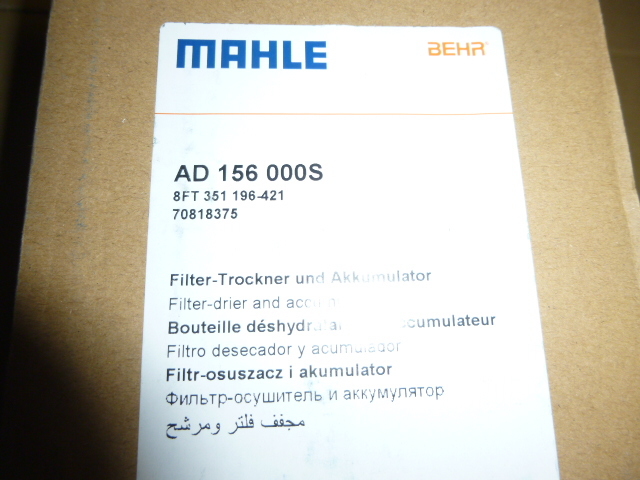 MAHLE
BEHR
AD 156 000S
8FT 351 196-421
70818375
Filter-Trockner und Akkumulator
Filter-drier and
Bouteille
Filtro desecador y acumulador
Filtr-osuszacz i akumulator
Фильтр-осушитель и аккумулятор
مجفف فلتر ومرشح